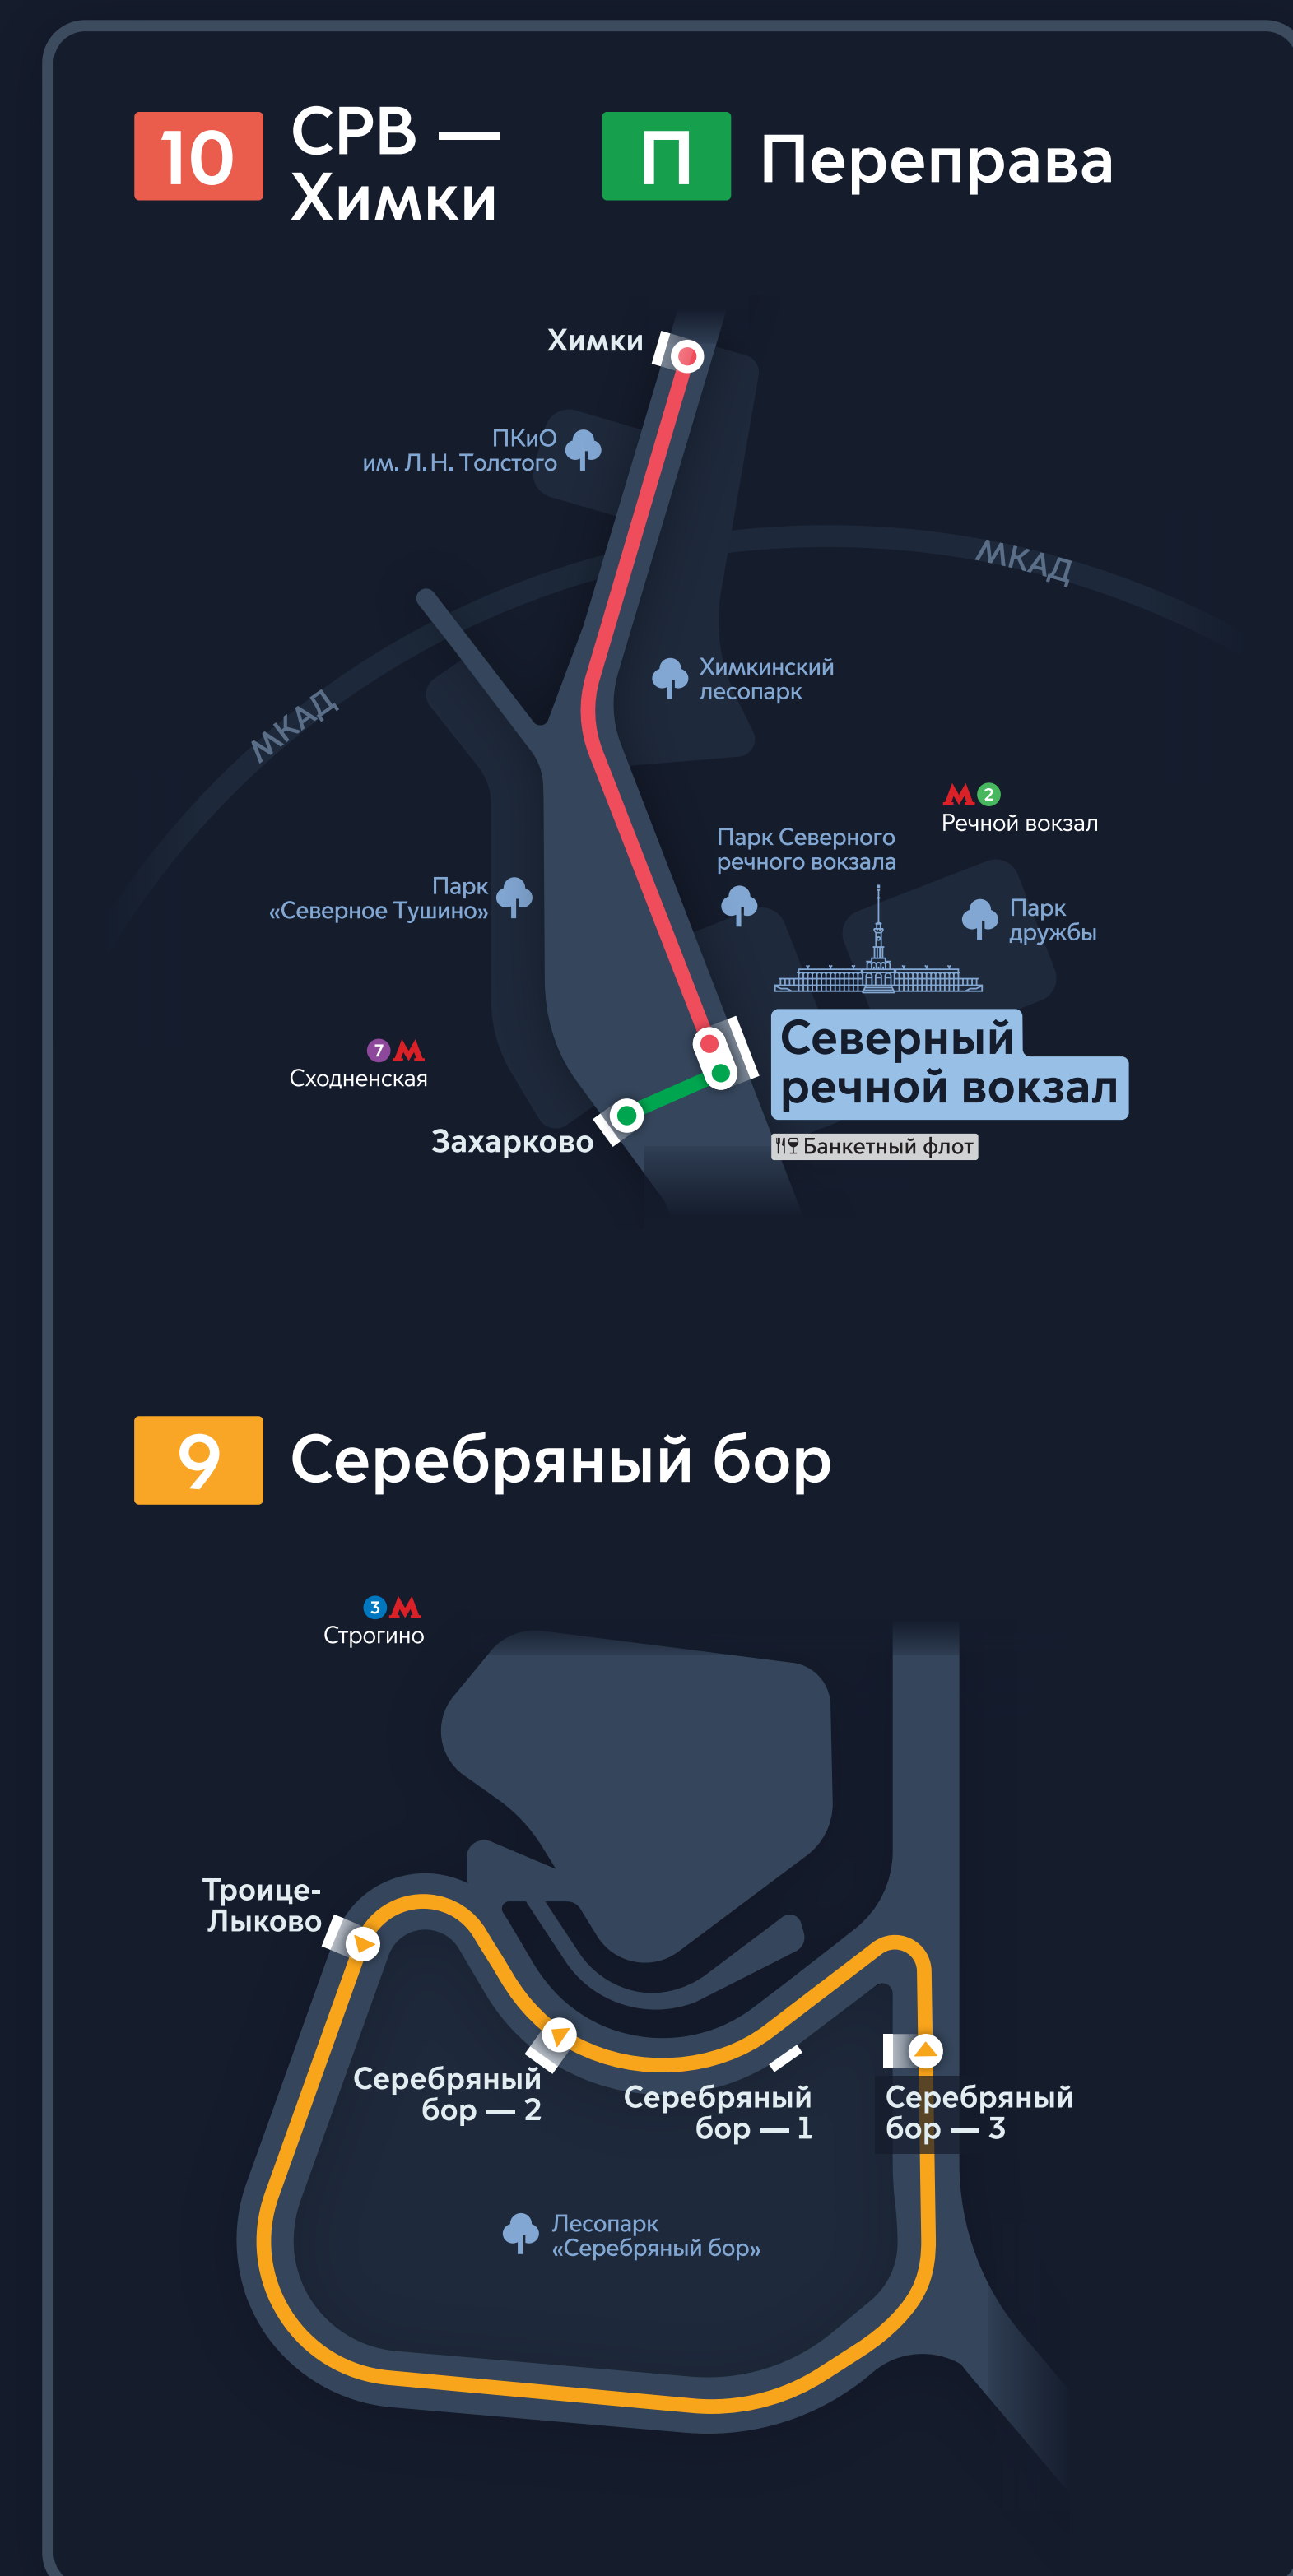 10
СРВ —
Химки
П
Переправа
Химки
ПКиО
им. Л. Н. Толстого
МКАД
Химкинский
лесопарк
МКАД
М 2
Речной вокзал
Парк Северного
речного вокзала
Парк
«Северное Тушино»
Парк
дружбы
Северный
речной вокзал
7 М
Сходненская
Захарково
Банкетный флот
9
Серебряный бор
3 М
Строгино
Троице-
Лыково
Серебряный
бор — 2
Серебряный
бор — 1
Серебряный
бор — 3
Лесопарк
«Серебряный бор»